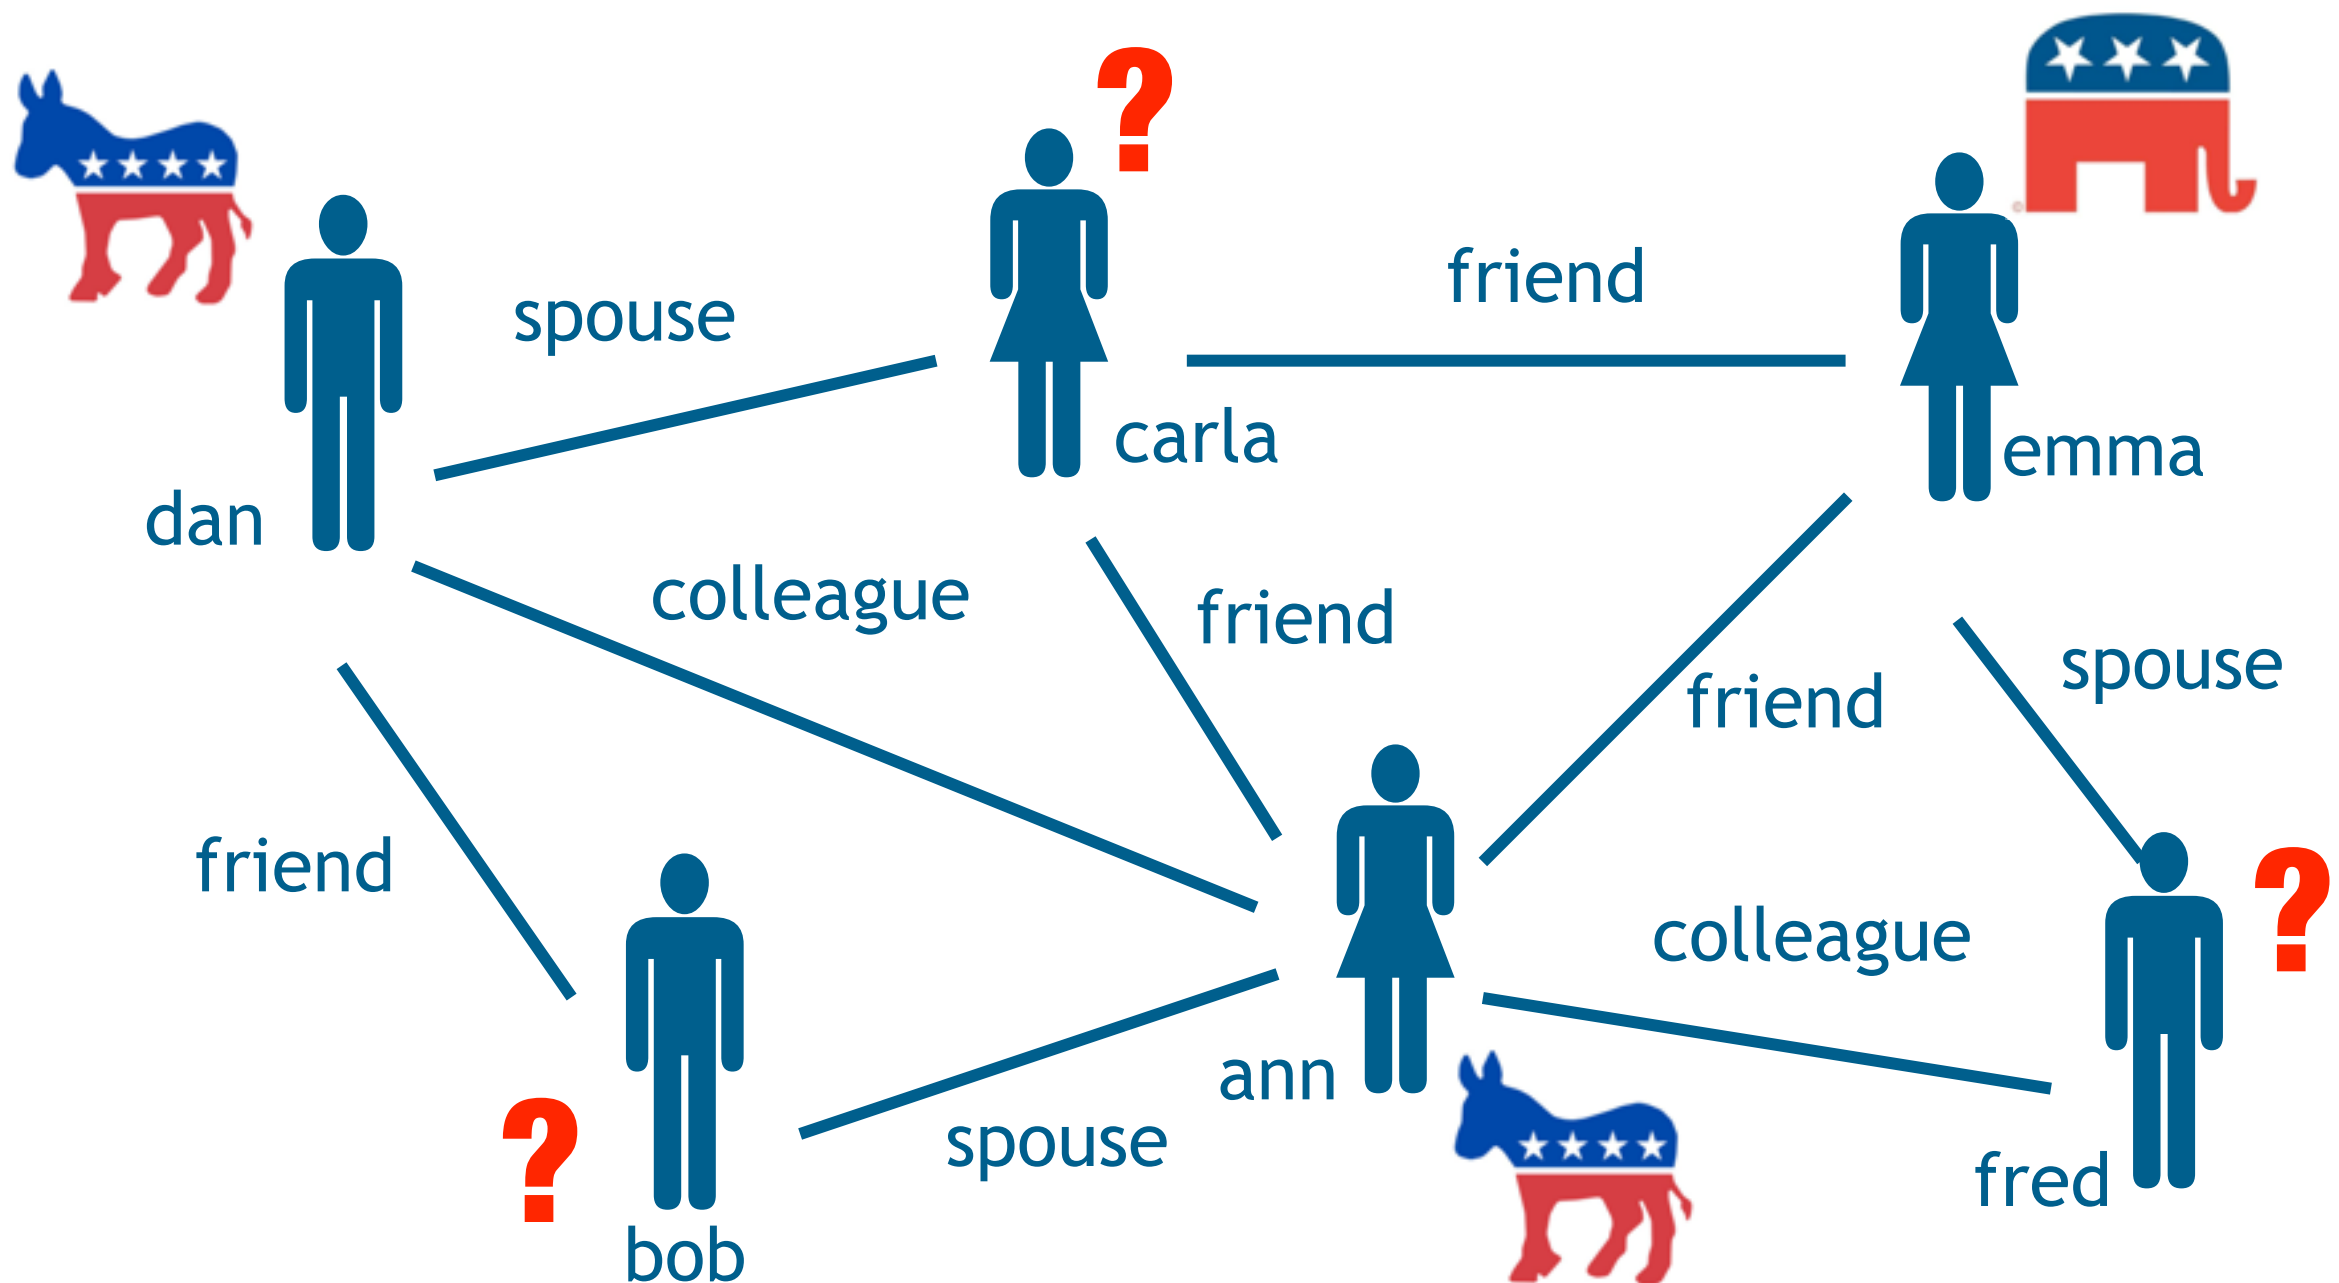 ?
friend
spouse
carla
emma
dan
colleague
friend
spouse
friend
friend
colleague
?
ann
?
spouse
fred
bob
©